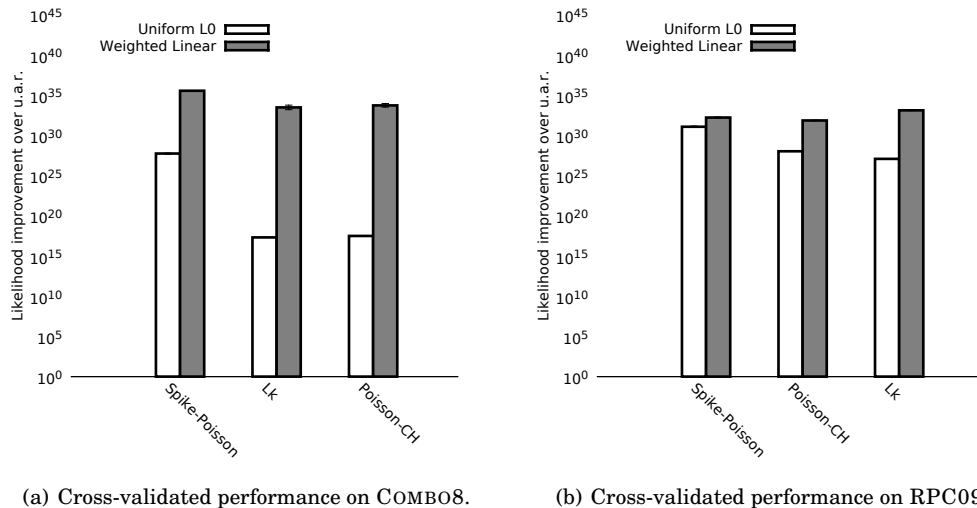 Likelihood improvement over u.a.r.
10^45
10^40
10^35
10^30
10^25
10^20
10^15
10^10
10^5
10^0
Uniform L0
Weighted Linear
Spike-Poisson
Lk
Poisson-CH
(a) Cross-validated performance on COMBO8.
Likelihood improvement over u.a.r.
10^45
10^40
10^35
10^30
10^25
10^20
10^15
10^10
10^5
10^0
Uniform L0
Weighted Linear
Spike-Poisson
Poisson-CH
Lk
(b) Cross-validated performance on RPC09